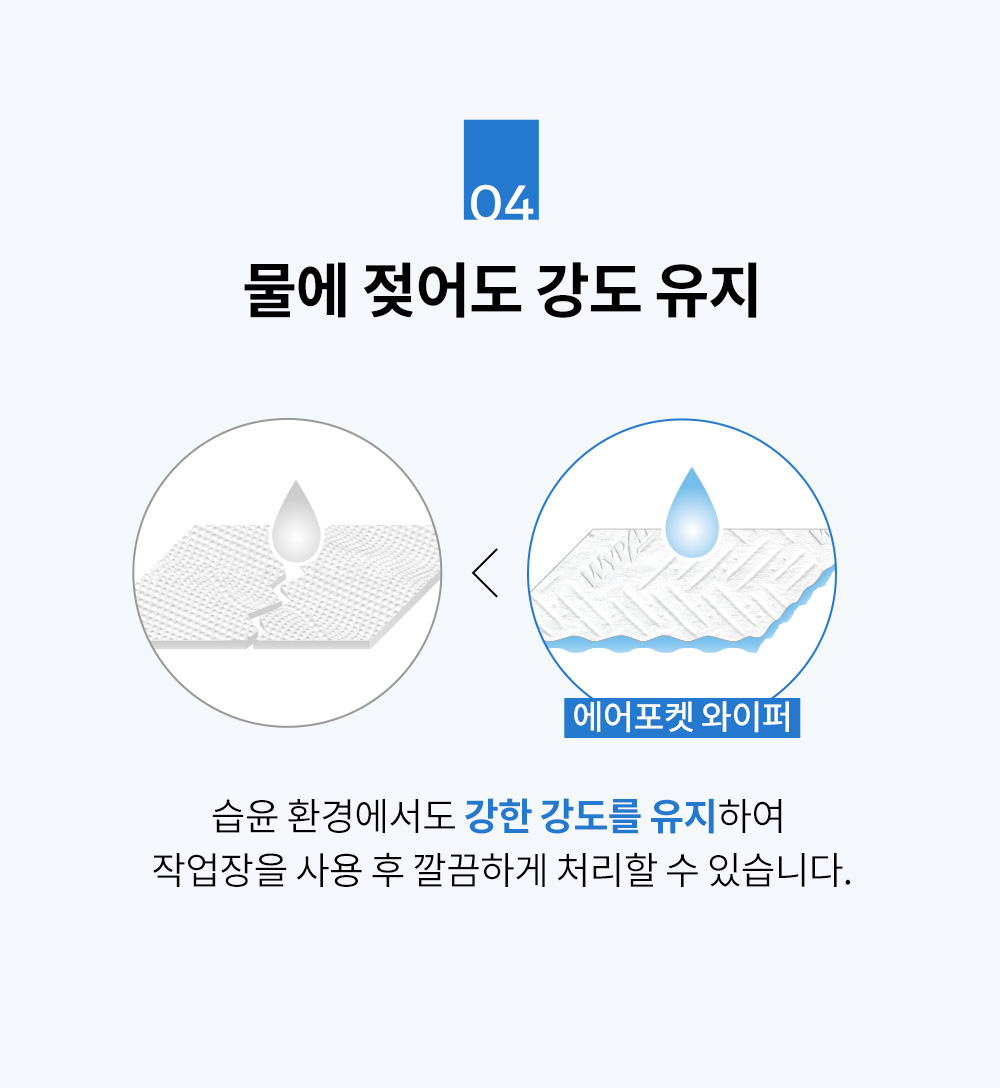 04
물에 젖어도 강도 유지
에어포켓 와이퍼
습윤 환경에서도 강한 강도를 유지하여
작업장을 사용 후 깔끔하게 처리할 수 있습니다.